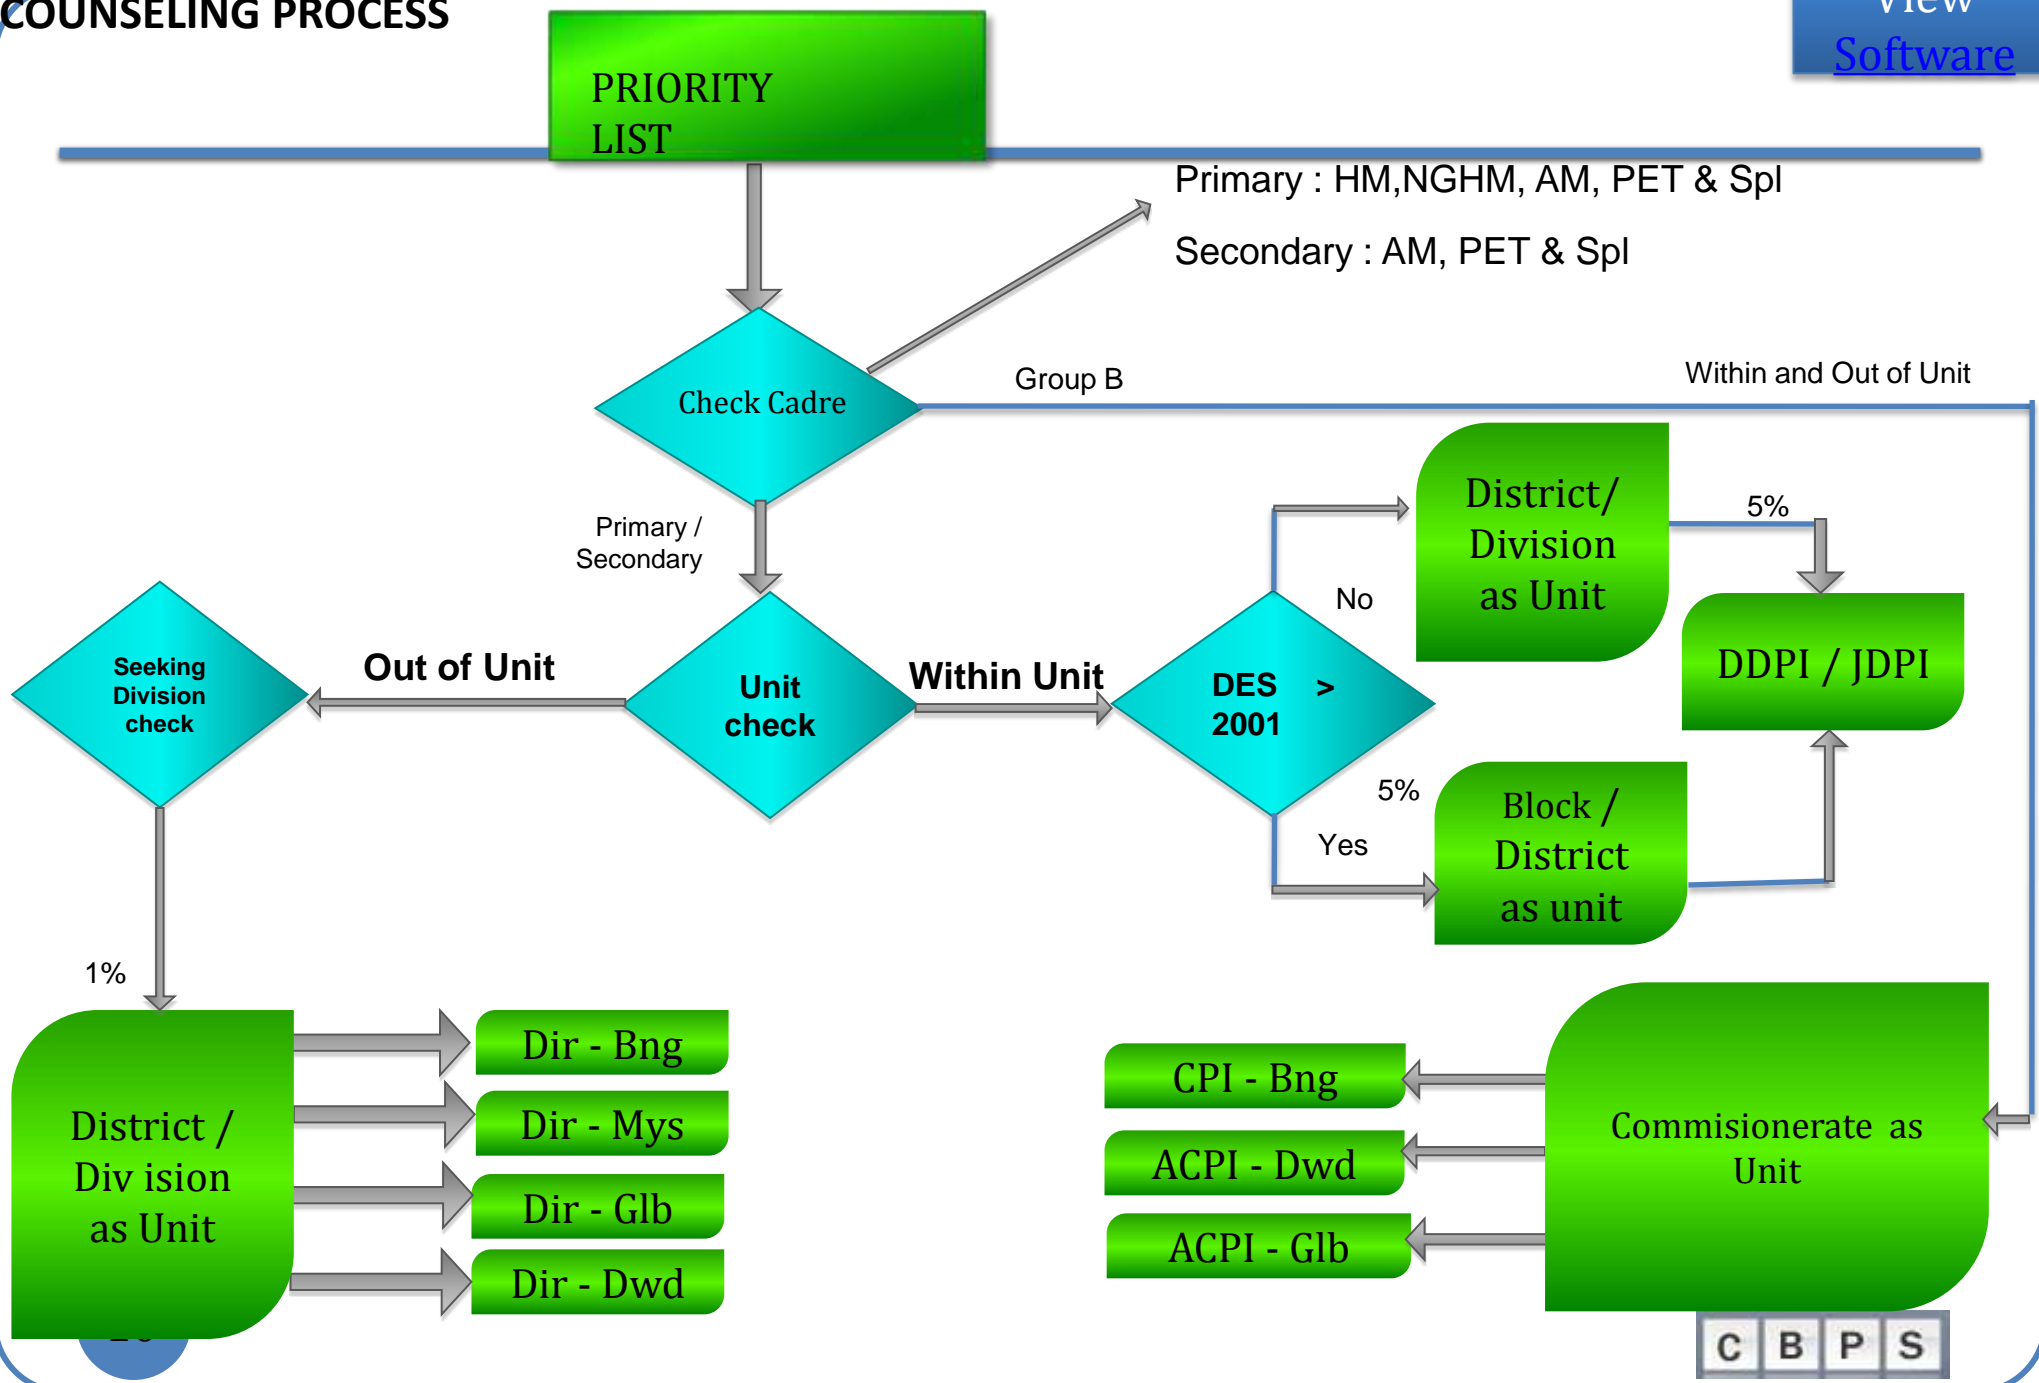 COUNSELING PROCESS
View
Software
PRIORITY
LIST
Primary : HM,NGHM, AM, PET & Spl
Secondary : AM, PET & Spl
Check Cadre
Group B
Within and Out of Unit
Primary /
Secondary
District/
Division
as Unit
5%
No
DDPI / JDPI
Seeking
Division
check
Out of Unit
Unit
check
Within Unit
DES >
2001
5%
Yes
Block /
District
as unit
1%
District /
Div ision
as Unit
Dir - Bng
Dir - Mys
Dir - Glb
Dir - Dwd
CPI - Bng
ACPI - Dwd
ACPI - Glb
Commisionerate as
Unit
C B P S